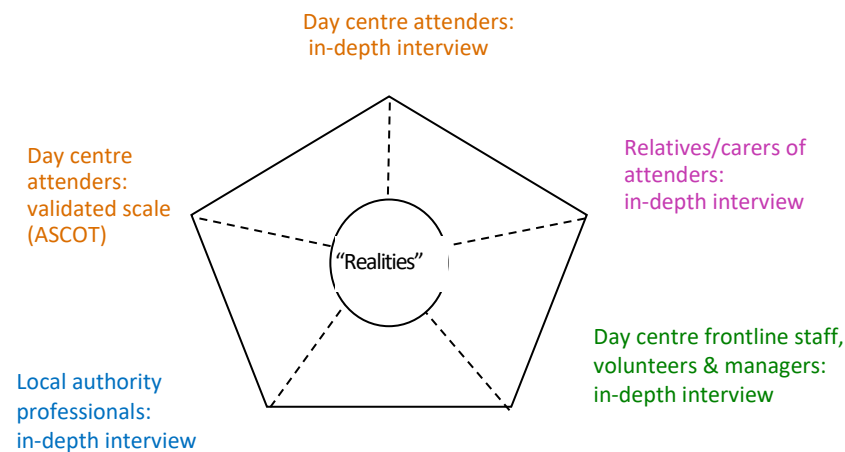 Day centre attenders:
in-depth interview
Day centre
attenders:
validated scale
(ASCOT)
Relatives/carers of
attenders:
in-depth interview
“Realities”
Day centre frontline staff,
volunteers & managers:
in-depth interview
Local authority
professionals:
in-depth interview